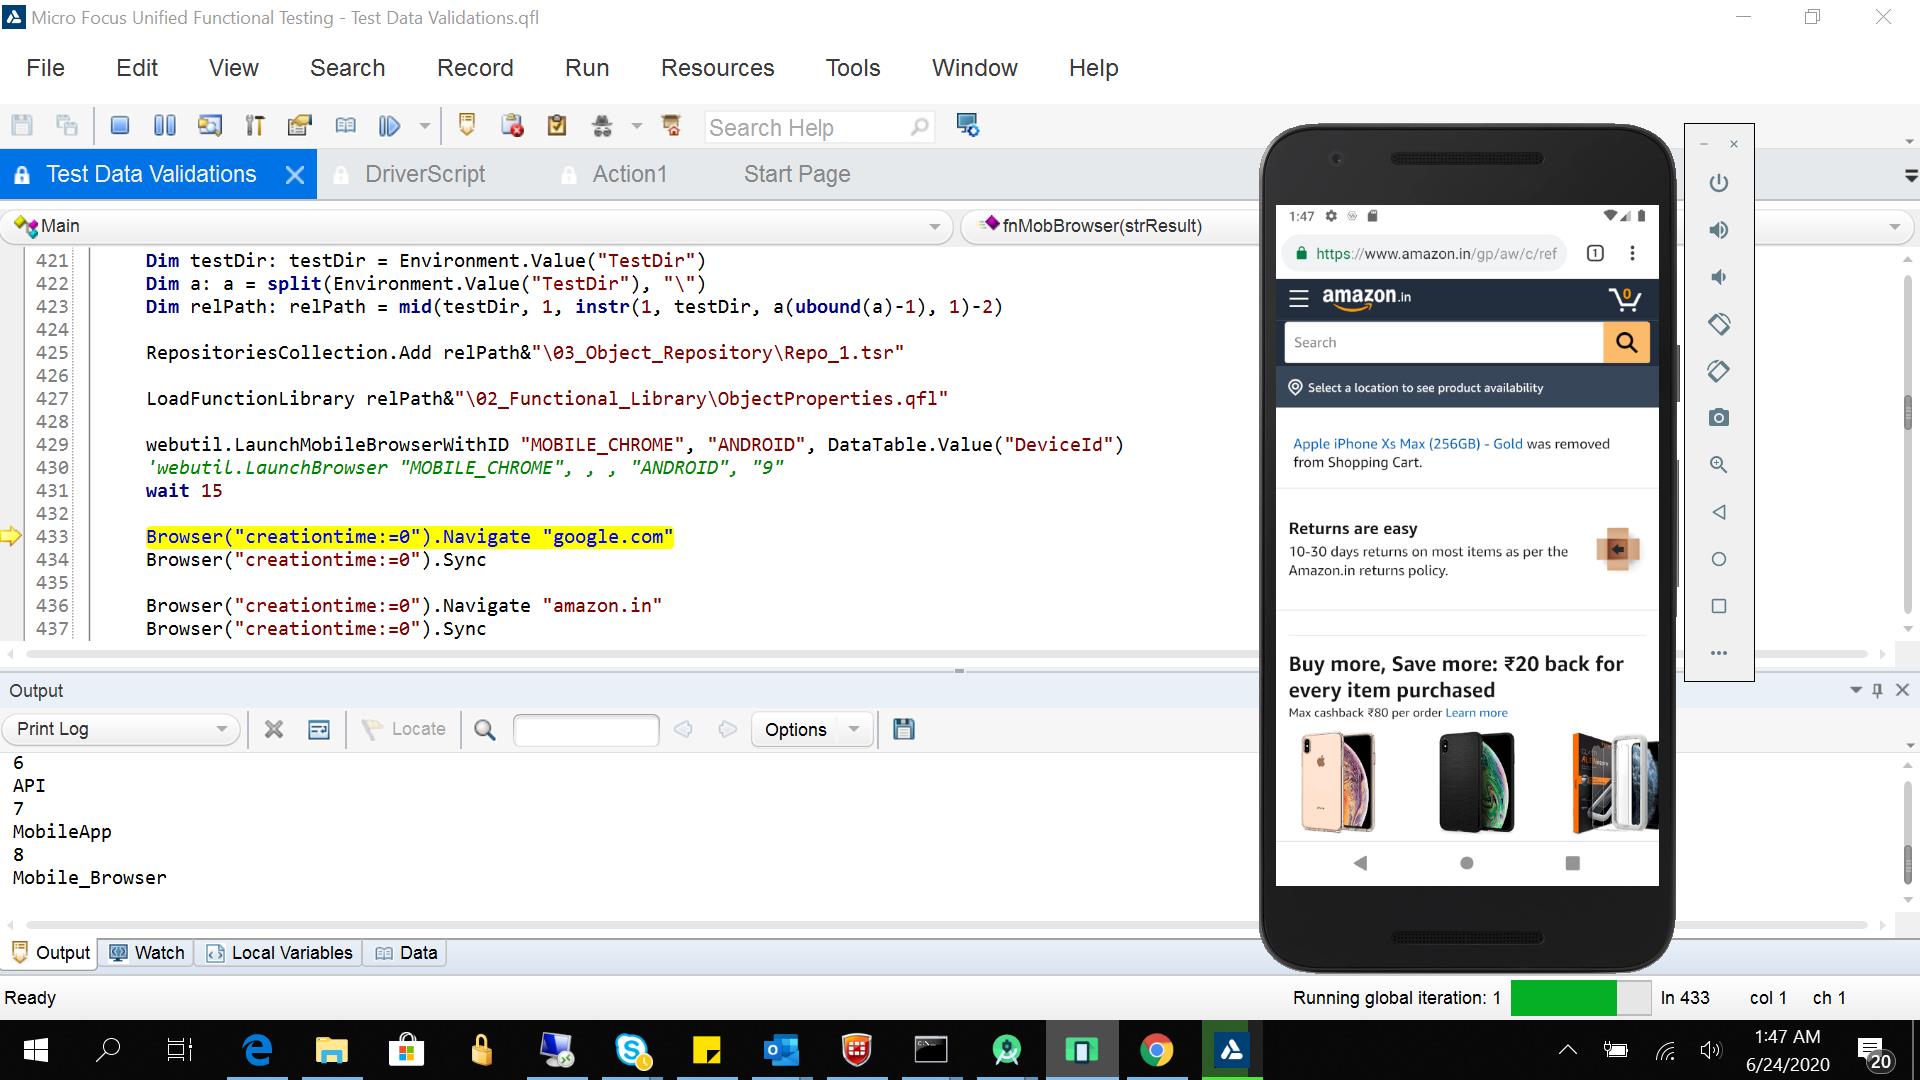 Micro Focus Unified Functional Testing - Test Data Validations.qfl
File Edit View Search Record Run Resources Tools Window Help
Search Help
Test Data Validations DriverScript Action1 Start Page
Main fnMobBrowser(strResult)
421 Dim testDir: testDir = Environment.Value("TestDir")
422 Dim a: a = split(Environment.Value("TestDir"), "\")
423 Dim relPath: relPath = mid(testDir, 1, instr(1, testDir, a(ubound(a)-1), 1)-2)
424
425 RepositoriesCollection.Add relPath&"\03_Object_Repository\Repo_1.tsr"
426
427 LoadFunctionLibrary relPath&"\02_Functional_Library\ObjectProperties.qfl"
428
429 webutil.LaunchMobileBrowserWithID "MOBILE_CHROME", "ANDROID", DataTable.Value("DeviceId")
430 'webutil.LaunchBrowser "MOBILE_CHROME", , , "ANDROID", "9"
431 wait 15
432
433 Browser("creationtime:=0").Navigate "google.com"
434 Browser("creationtime:=0").Sync
435
436 Browser("creationtime:=0").Navigate "amazon.in"
437 Browser("creationtime:=0").Sync
Output
Print Log Locate Options
6
API
7
MobileApp
8
Mobile_Browser
Output Watch Local Variables Data
Ready Running global iteration: 1 ln 433 col 1 ch 1
1:47
https://www.amazon.in/gp/aw/c/ref 1
amazon.in 0
Search
Select a location to see product availability
Apple iPhone Xs Max (256GB) - Gold was removed
from Shopping Cart.
Returns are easy
10-30 days returns on most items as per the
Amazon.in returns policy.
Buy more, Save more: ₹20 back for
every item purchased
Max cashback ₹80 per order Learn more
1:47 AM
6/24/2020
20